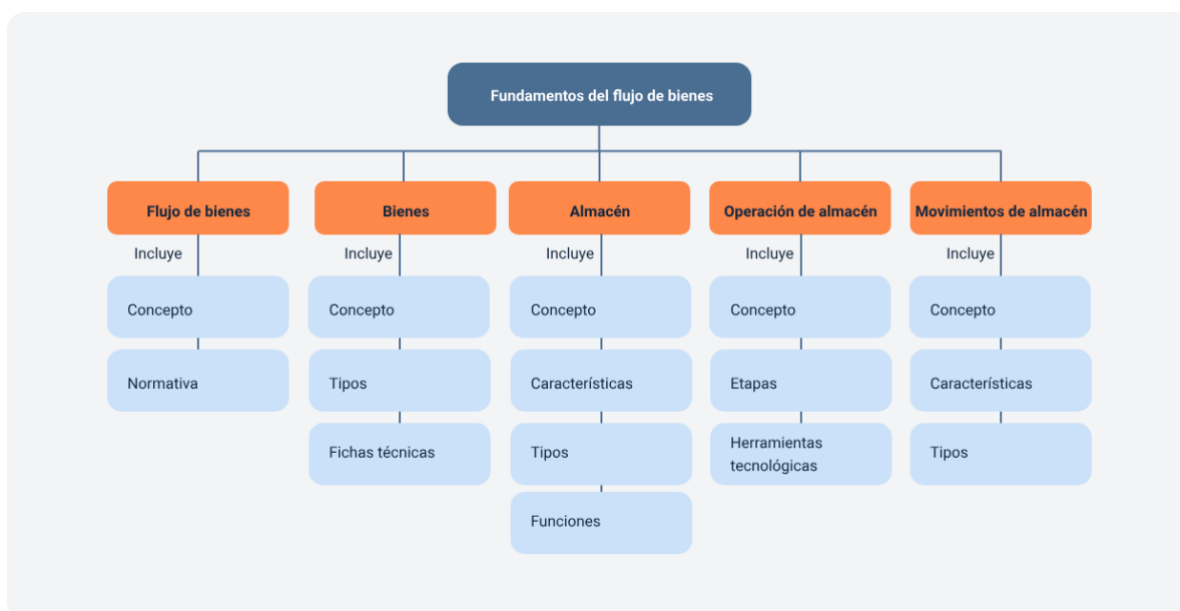 Fundamentos del flujo de bienes
Flujo de bienes
Bienes
Almacén
Operación de almacén
Movimientos de almacén
Incluye
Incluye
Incluye
Incluye
Incluye
Concepto
Concepto
Concepto
Concepto
Concepto
Normativa
Tipos
Características
Etapas
Características
Fichas técnicas
Tipos
Herramientas
tecnológicas
Tipos
Funciones